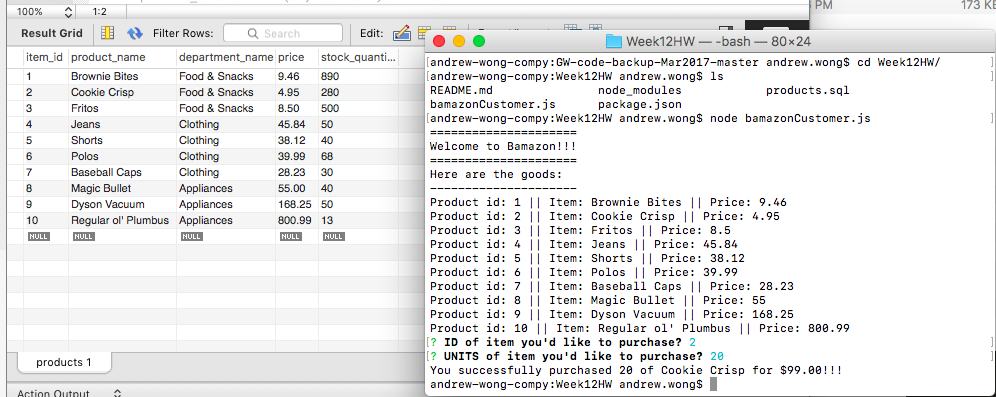 100% 1:2
PM 173 KB
Result Grid Filter Rows: Search Edit:
item_id product_name department_name price stock_quanti...
1 Brownie Bites Food & Snacks 9.46 890
2 Cookie Crisp Food & Snacks 4.95 280
3 Fritos Food & Snacks 8.50 500
4 Jeans Clothing 45.84 50
5 Shorts Clothing 38.12 40
6 Polos Clothing 39.99 68
7 Baseball Caps Clothing 28.23 30
8 Magic Bullet Appliances 55.00 40
9 Dyson Vacuum Appliances 168.25 50
10 Regular ol' Plumbus Appliances 800.99 13
NULL NULL NULL NULL NULL
products 1
Action Output
Week12HW — -bash — 80×24
[andrew-wong-compy:GW-code-backup-Mar2017-master andrew.wong$ cd Week12HW/ ]
[andrew-wong-compy:Week12HW andrew.wong$ ls ]
README.md node_modules products.sql
bamazonCustomer.js package.json
[andrew-wong-compy:Week12HW andrew.wong$ node bamazonCustomer.js ]
=====================
Welcome to Bamazon!!!
=====================
Here are the goods:
---------------------
Product id: 1 || Item: Brownie Bites || Price: 9.46
Product id: 2 || Item: Cookie Crisp || Price: 4.95
Product id: 3 || Item: Fritos || Price: 8.5
Product id: 4 || Item: Jeans || Price: 45.84
Product id: 5 || Item: Shorts || Price: 38.12
Product id: 6 || Item: Polos || Price: 39.99
Product id: 7 || Item: Baseball Caps || Price: 28.23
Product id: 8 || Item: Magic Bullet || Price: 55
Product id: 9 || Item: Dyson Vacuum || Price: 168.25
Product id: 10 || Item: Regular ol' Plumbus || Price: 800.99
[? ID of item you'd like to purchase? 2 ]
[? UNITS of item you'd like to purchase? 20 ]
You successfully purchased 20 of Cookie Crisp for $99.00!!!
andrew-wong-compy:Week12HW andrew.wong$